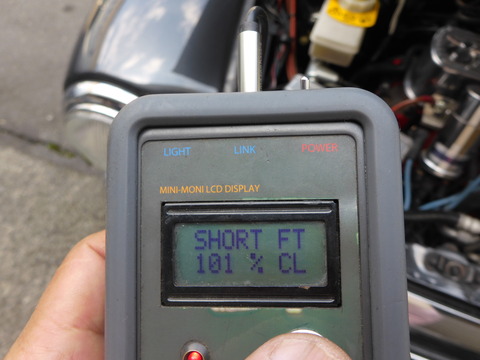 LIGHT LINK POWER
MINI-MONI LCD DISPLAY
SHORT FT
101 % CL